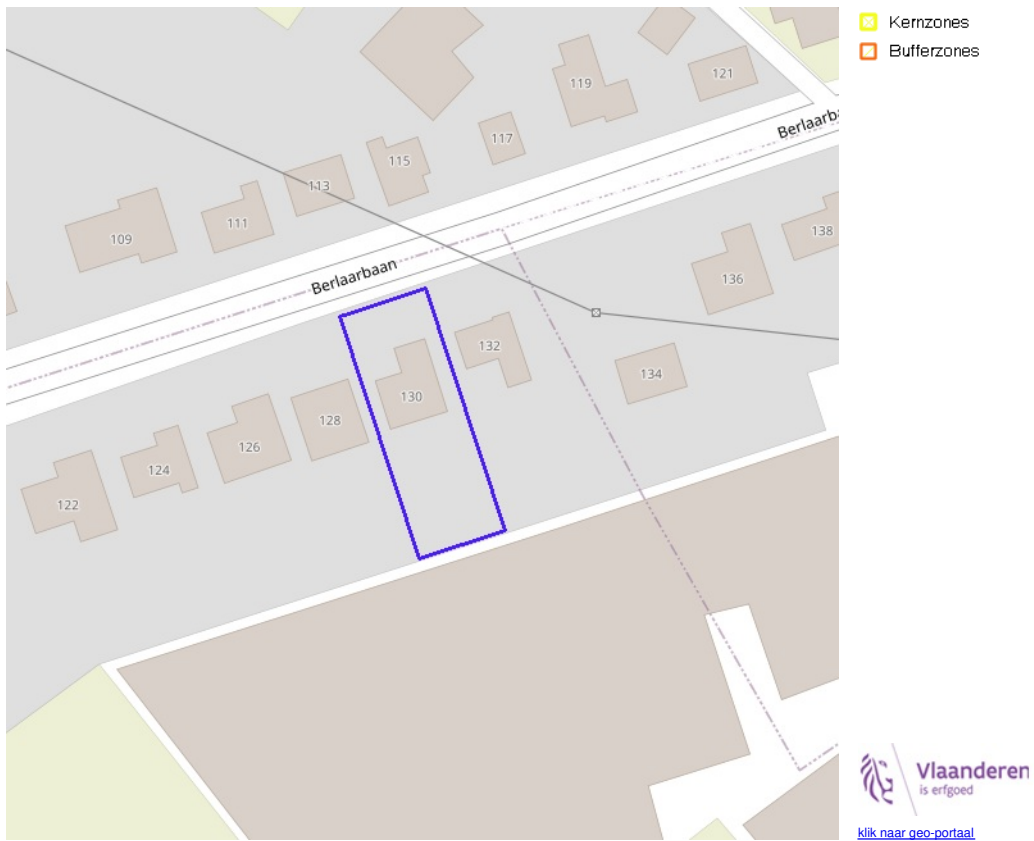 Kernzones
Bufferzones
119
121
Berlaarb
117
115
113
111
109
138
136
Berlaarbaan
132
134
130
128
126
124
122
Vlaanderen
is erfgoed
klik naar geo-portaal